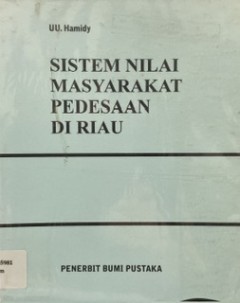 UU. Hamidy
SISTEM NILAI
MASYARAKAT
PEDESAAN
DI RIAU
PENERBIT BUMI PUSTAKA